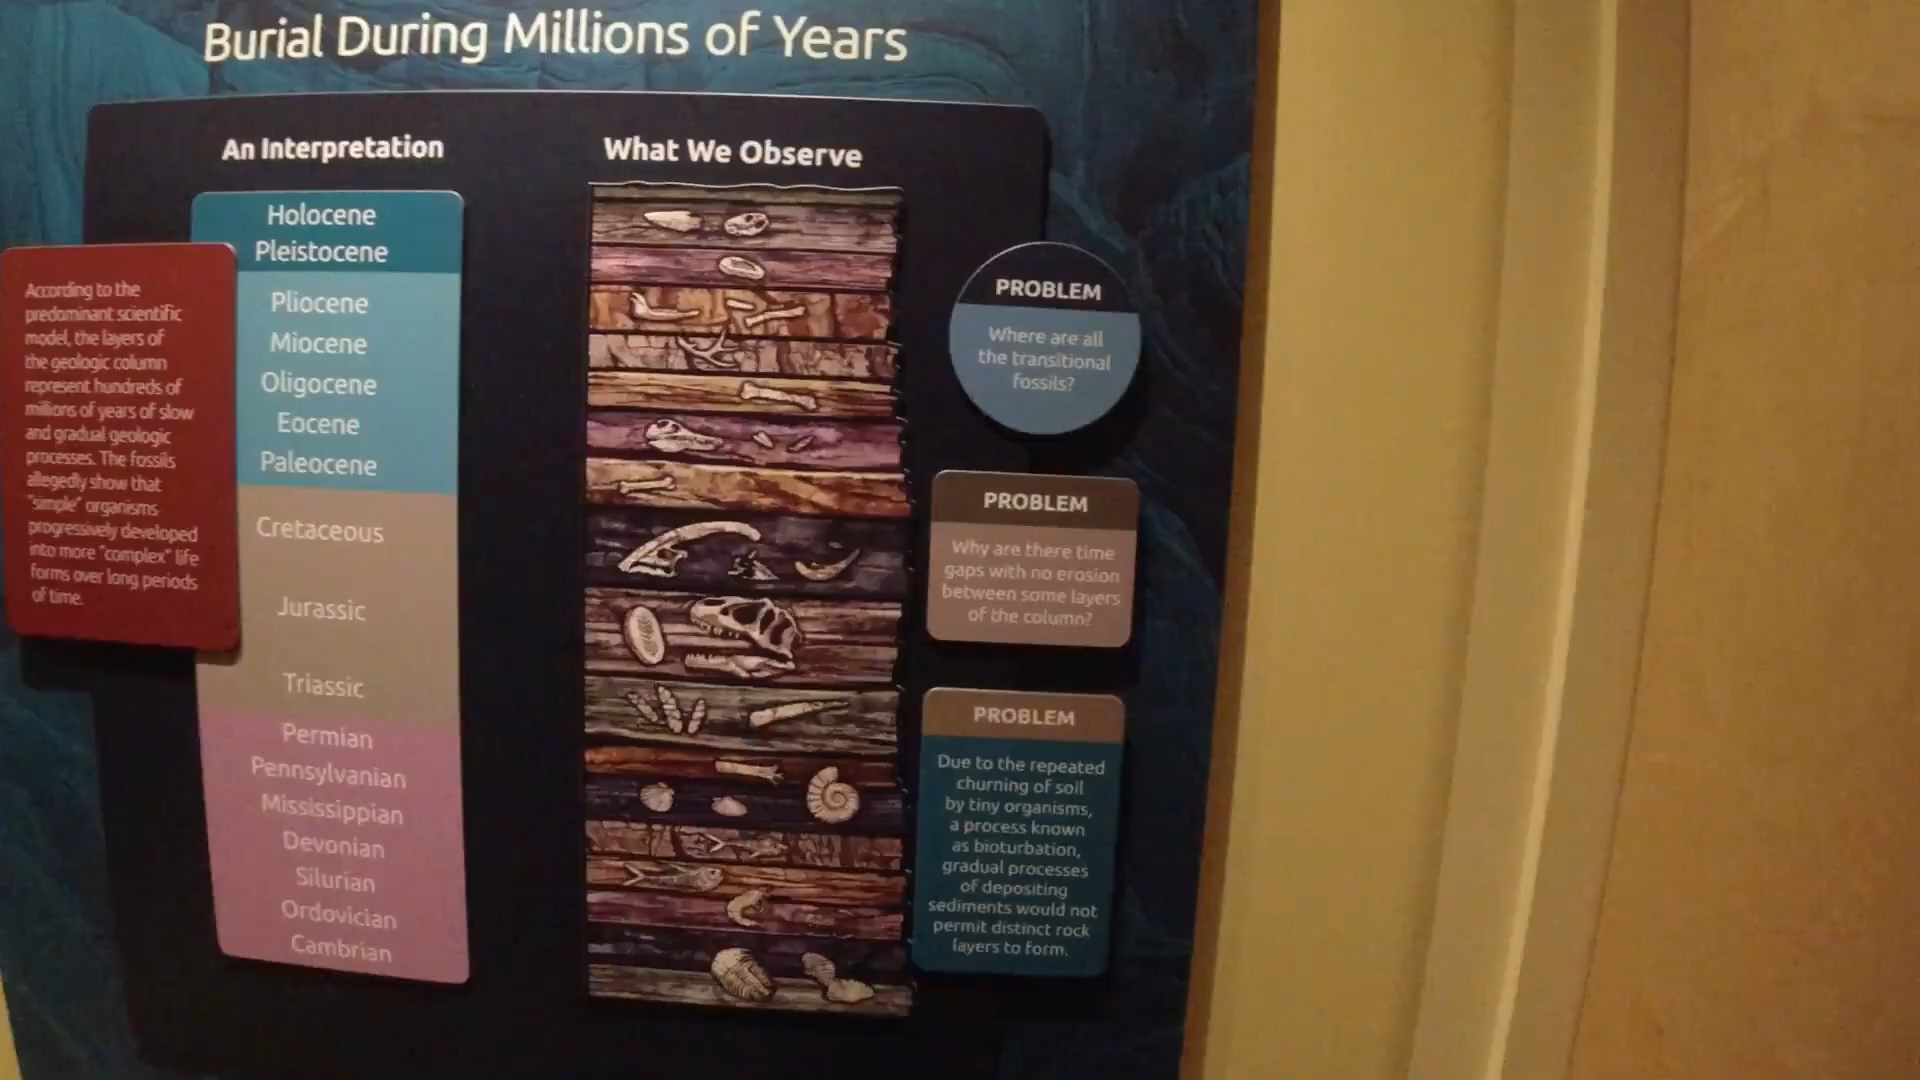 Burial During Millions of Years
An Interpretation
What We Observe
According to the
predominant scientific
model, the layers of
the geologic column
represent hundreds of
millions of years of slow
and gradual geologic
processes. The fossils
allegedly show that
"simple" organisms
progressively developed
into more "complex" life
forms over long periods
of time.
Holocene
Pleistocene
Pliocene
Miocene
Oligocene
Eocene
Paleocene
Cretaceous
Jurassic
Triassic
Permian
Pennsylvanian
Mississippian
Devonian
Silurian
Ordovician
Cambrian
PROBLEM
Where are all
the transitional
fossils?
PROBLEM
Why are there time
gaps with no erosion
between some layers
of the column?
PROBLEM
Due to the repeated
churning of soil
by tiny organisms,
a process known
as bioturbation,
gradual processes
of depositing
sediments would not
permit distinct rock
layers to form.